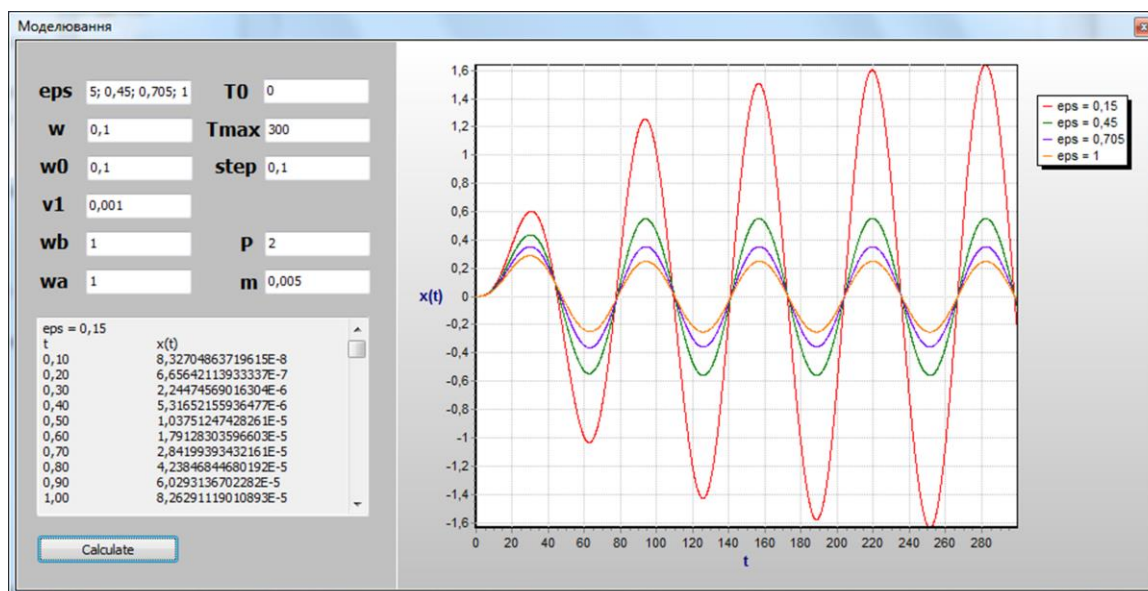 Моделювання
eps 5; 0,45; 0,705; 1 T0 0
w 0,1 Tmax 300
w0 0,1 step 0,1
v1 0,001
wb 1 P 2
wa 1 m 0,005
eps = 0,15
t x(t)
0,10 8,32704863719615E-8
0,20 6,65642113933337E-7
0,30 2,24474569016304E-6
0,40 5,31652155936477E-6
0,50 1,03751247428261E-5
0,60 1,79128303596603E-5
0,70 2,84199393432161E-5
0,80 4,23846844680192E-5
0,90 6,0293136702282E-5
1,00 8,26291119010893E-5
Calculate
1,6
1,4
1,2
1
0,8
0,6
0,4
0,2
0
-0,2
-0,4
-0,6
-0,8
-1
-1,2
-1,4
-1,6
x(t)
0 20 40 60 80 100 120 140 160 180 200 220 240 260 280
t
eps = 0,15
eps = 0,45
eps = 0,705
eps = 1